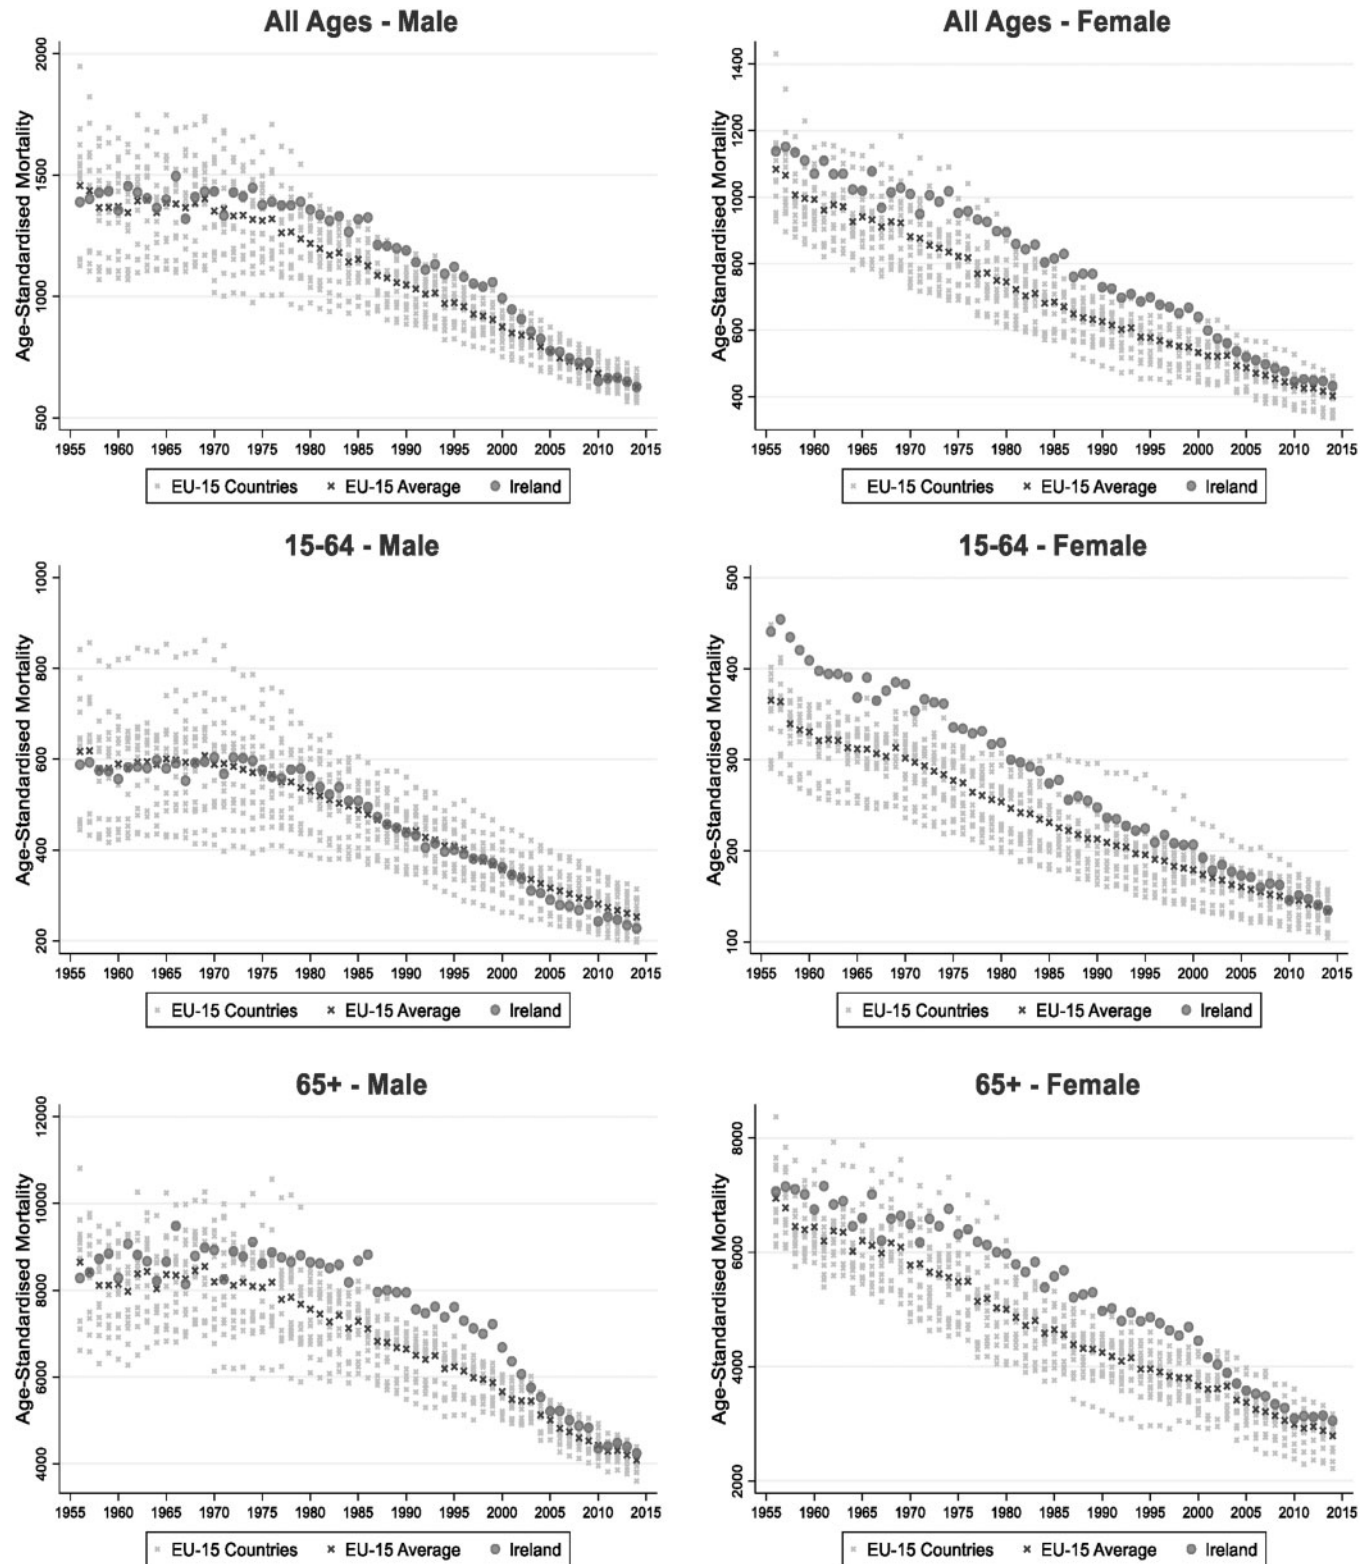 All Ages - Male
Age-Standardised Mortality
2000
1500
1000
500
1955 1960 1965 1970 1975 1980 1985 1990 1995 2000 2005 2010 2015
EU-15 Countries EU-15 Average Ireland
All Ages - Female
Age-Standardised Mortality
1400
1200
1000
800
600
400
1955 1960 1965 1970 1975 1980 1985 1990 1995 2000 2005 2010 2015
EU-15 Countries EU-15 Average Ireland
15-64 - Male
Age-Standardised Mortality
1000
800
600
400
200
1955 1960 1965 1970 1975 1980 1985 1990 1995 2000 2005 2010 2015
EU-15 Countries EU-15 Average Ireland
15-64 - Female
Age-Standardised Mortality
500
400
300
200
100
1955 1960 1965 1970 1975 1980 1985 1990 1995 2000 2005 2010 2015
EU-15 Countries EU-15 Average Ireland
65+ - Male
Age-Standardised Mortality
12000
10000
8000
6000
4000
1955 1960 1965 1970 1975 1980 1985 1990 1995 2000 2005 2010 2015
EU-15 Countries EU-15 Average Ireland
65+ - Female
Age-Standardised Mortality
8000
6000
4000
2000
1955 1960 1965 1970 1975 1980 1985 1990 1995 2000 2005 2010 2015
EU-15 Countries EU-15 Average Ireland